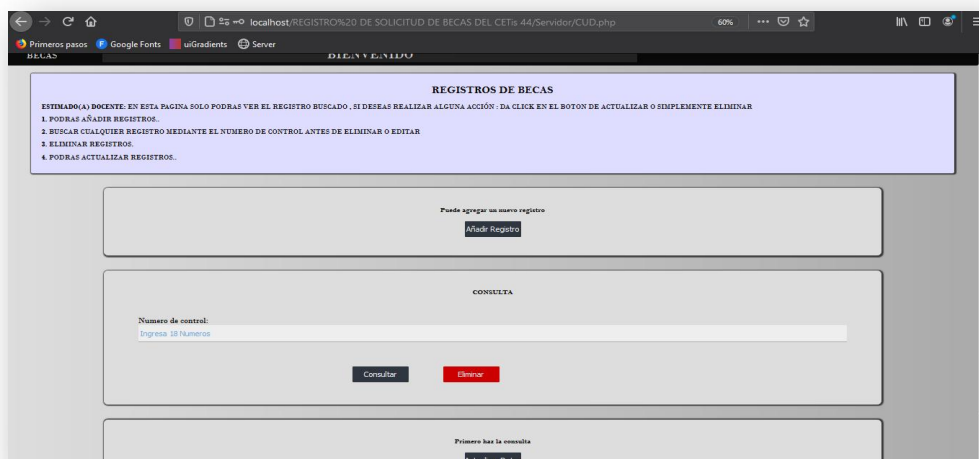 localhost/REGISTRO%20 DE SOLICITUD DE BECAS DEL CETis 44/Servidor/CUD.php
60%
Primeros pasos
Google Fonts
uiGradients
Server
BECAS
BIENVENIDO
REGISTROS DE BECAS
ESTIMADO(A) DOCENTE: EN ESTA PAGINA SOLO PODRAS VER EL REGISTRO BUSCADO , SI DESEAS REALIZAR ALGUNA ACCIÓN : DA CLICK EN EL BOTON DE ACTUALIZAR O SIMPLEMENTE ELIMINAR
1. PODRAS AÑADIR REGISTROS..
2. BUSCAR CUALQUIER REGISTRO MEDIANTE EL NUMERO DE CONTROL ANTES DE ELIMINAR O EDITAR
3. ELIMINAR REGISTROS.
4. PODRAS ACTUALIZAR REGISTROS..
Puede agregar un nuevo registro
Añadir Registro
CONSULTA
Numero de control:
Ingresa 18 Numeros
Consultar
Eliminar
Primero haz la consulta